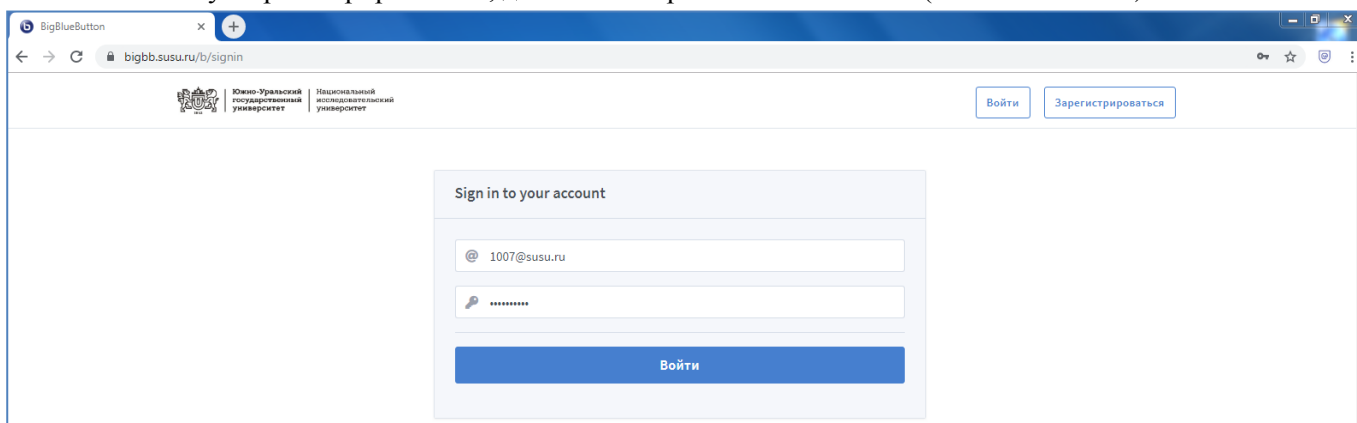 BigBlueButton
bigbb.susu.ru/b/signin
Южно-Уральский
государственный
университет
Национальный
исследовательский
университет
Войти
Зарегистрироваться
Sign in to your account
@ 1007@susu.ru
••••••••••
Войти